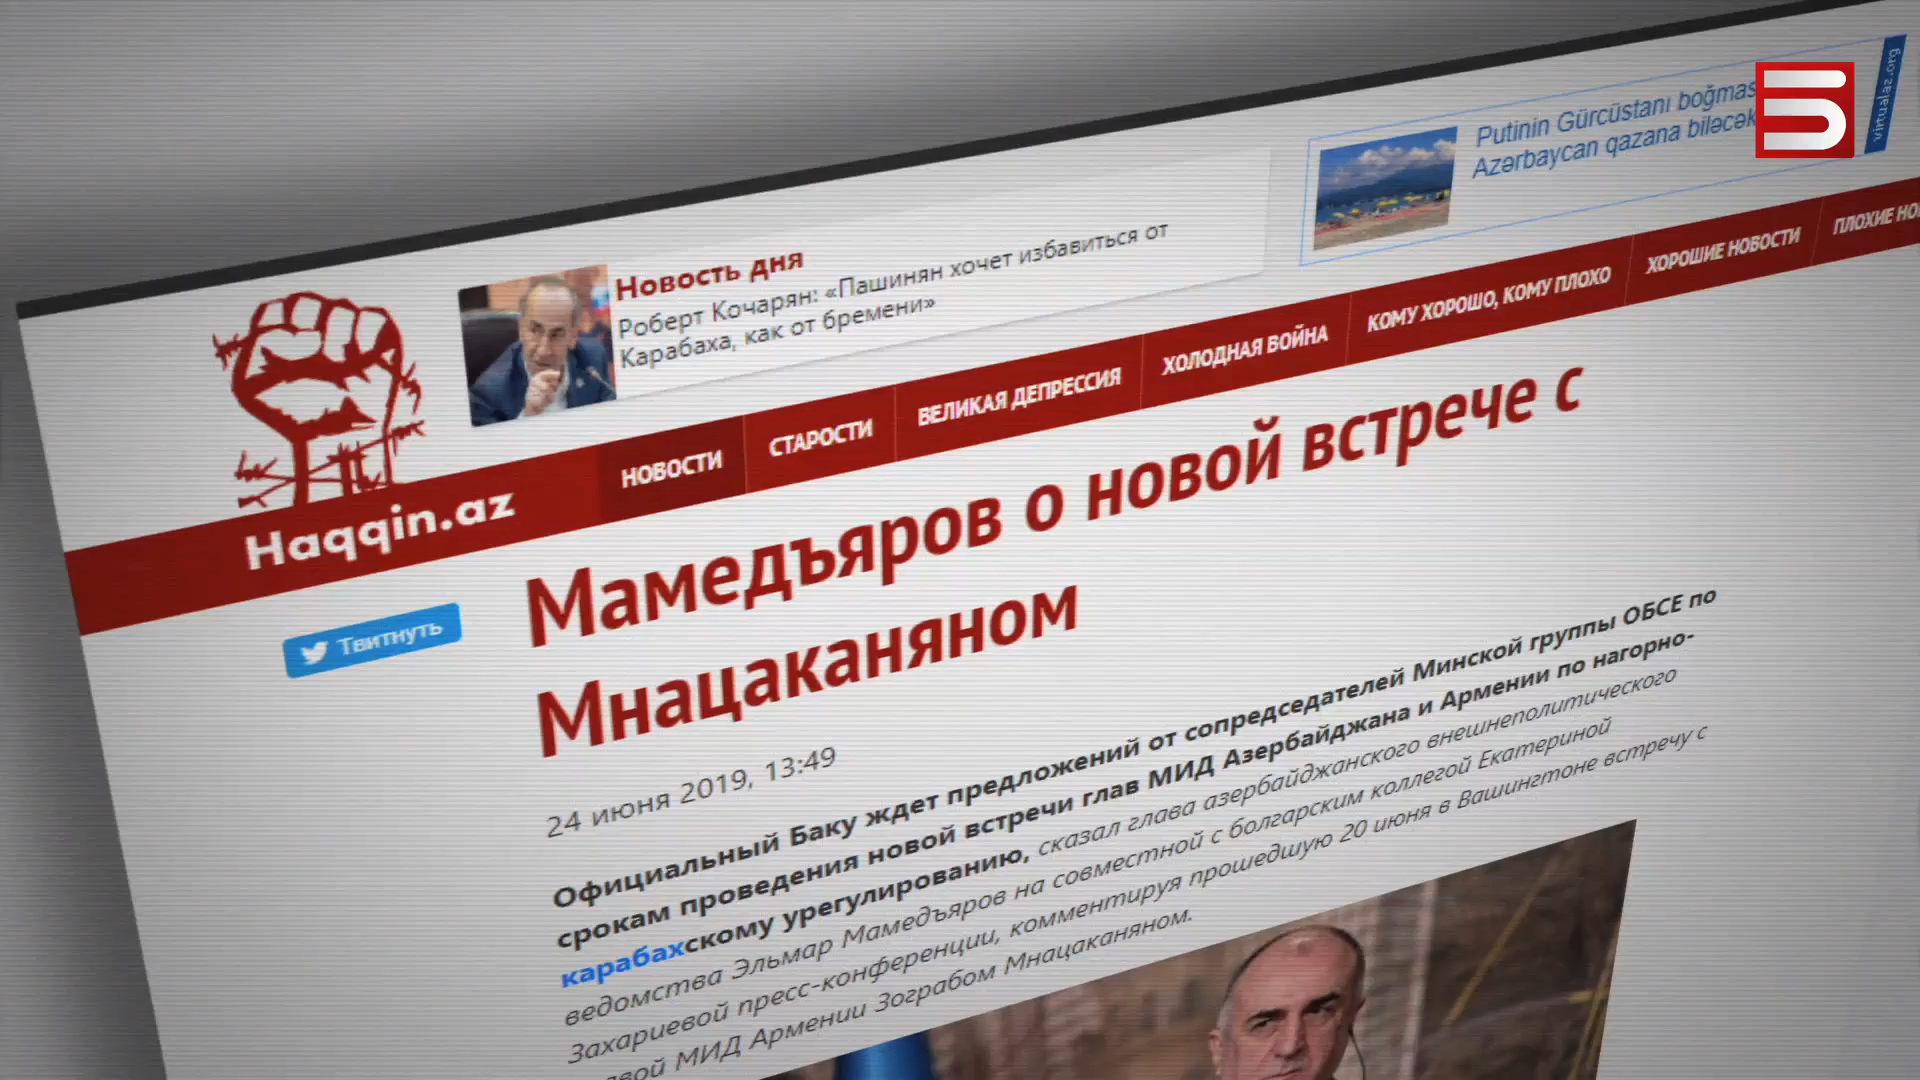 Новость дня
Роберт Кочарян: «Пашинян хочет избавиться от
Карабаха, как от бремени»
Putinin Gürcüstanı boğmas
Azərbaycan qazana biləcək
virtualaz.org
5
Haqqin.az
НОВОСТИ
СТАРОСТИ
ВЕЛИКАЯ ДЕПРЕССИЯ
ХОЛОДНАЯ ВОЙНА
КОМУ ХОРОШО, КОМУ ПЛОХО
ХОРОШИЕ НОВОСТИ
ПЛОХИЕ НО
Твитнуть
Мамедъяров о новой встрече с
Мнацаканяном
24 июня 2019, 13:49
Официальный Баку ждет предложений от сопредседателей Минской группы ОБСЕ по
срокам проведения новой встречи глав МИД Азербайджана и Армении по нагорно-
карабахскому урегулированию, сказал глава азербайджанского внешнеполитического
ведомства Эльмар Мамедъяров на совместной с болгарским коллегой Екатериной
Захариевой пресс-конференции, комментируя прошедшую 20 июня в Вашингтоне встречу с
авой МИД Армении Зограбом Мнацаканяном.